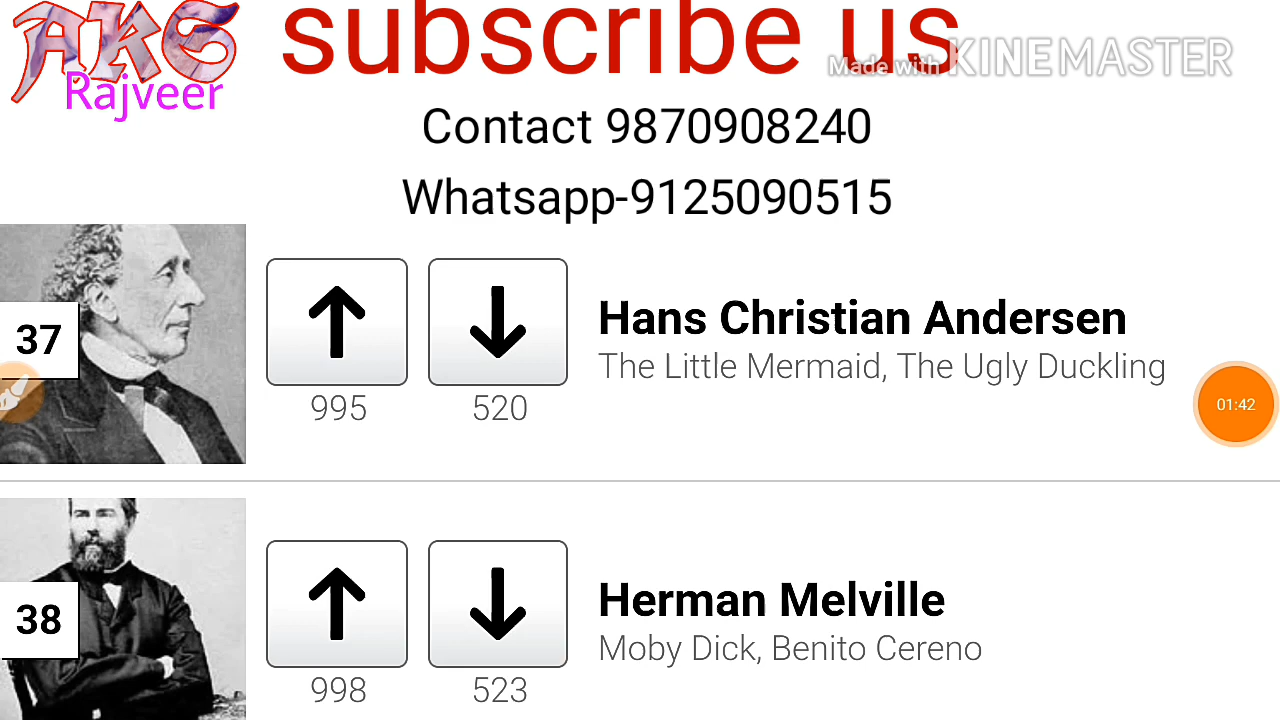 AKG
Rajveer
subscribe us
Made with KINEMASTER
Contact 9870908240
Whatsapp-9125090515
37
995
520
Hans Christian Andersen
The Little Mermaid, The Ugly Duckling
01:42
38
998
523
Herman Melville
Moby Dick, Benito Cereno